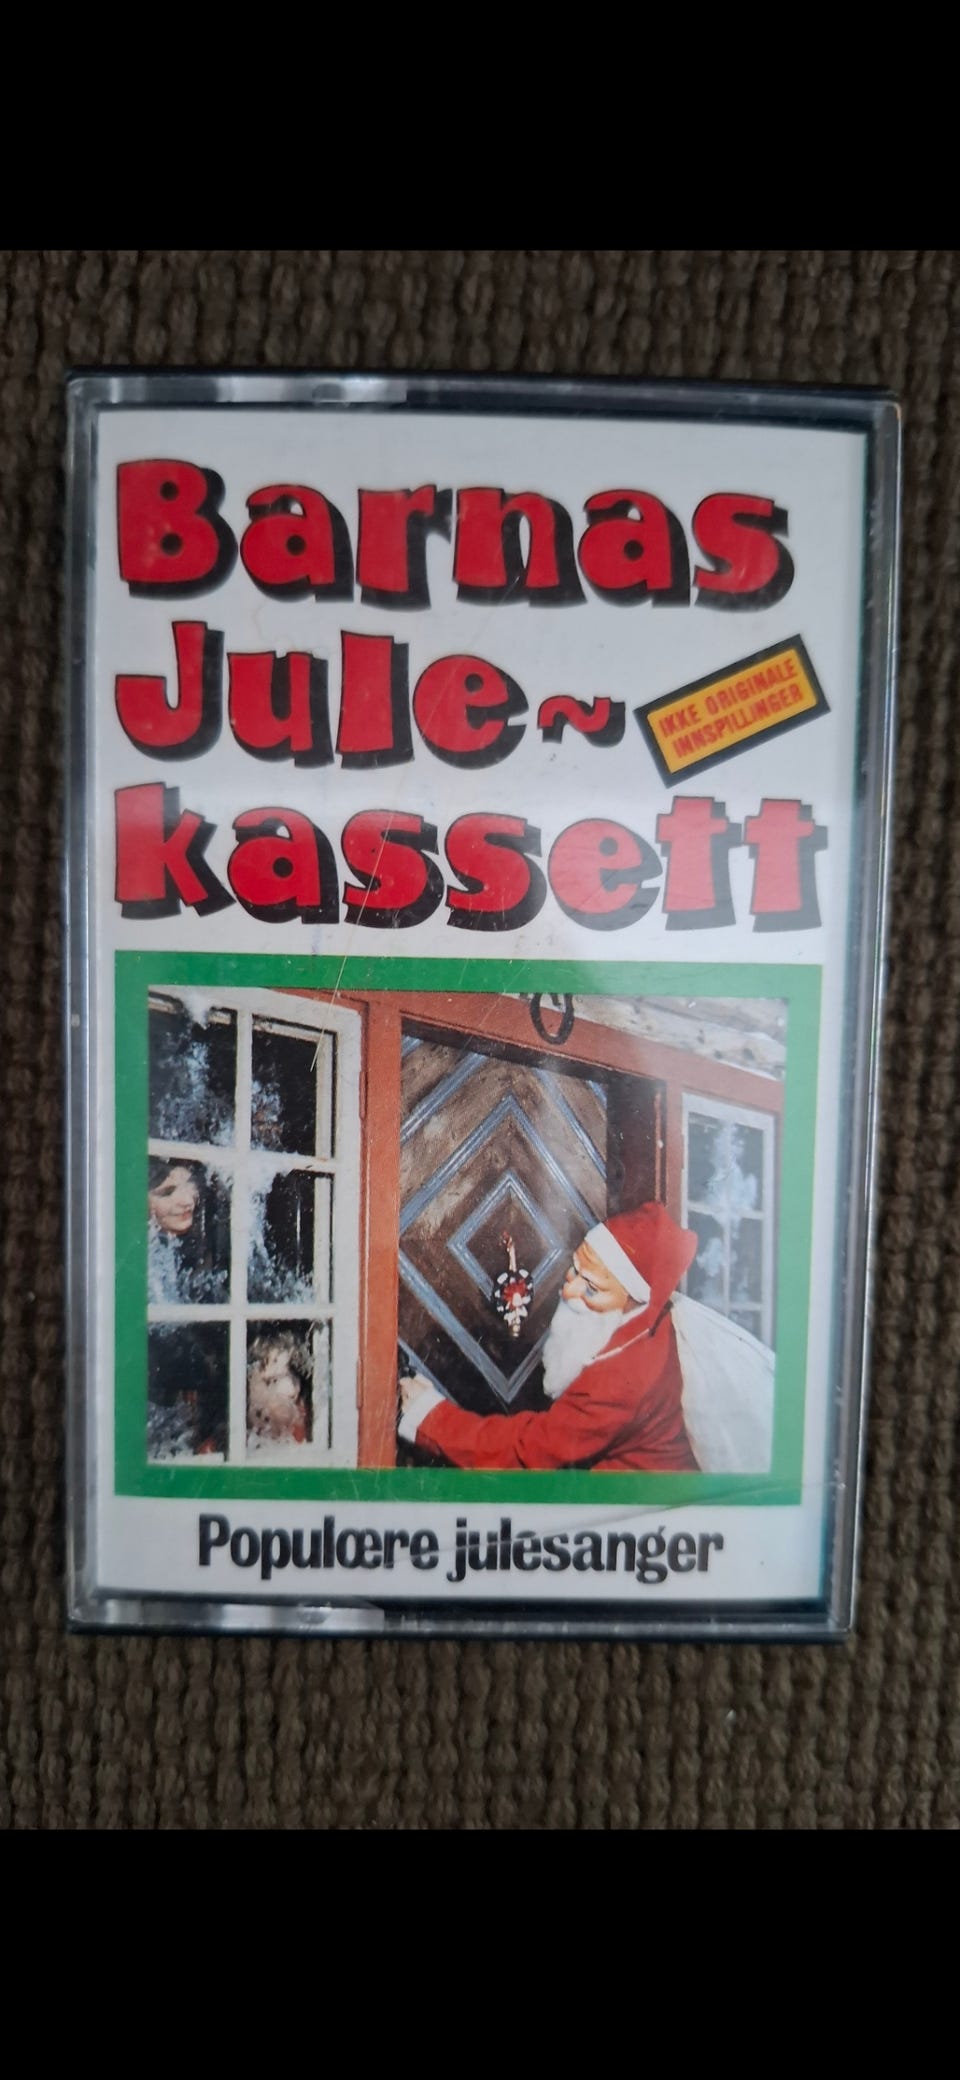 Barnas
Jule~
IKKE ORIGINALE
INNSPILLINGER
kassett
Populære julesanger